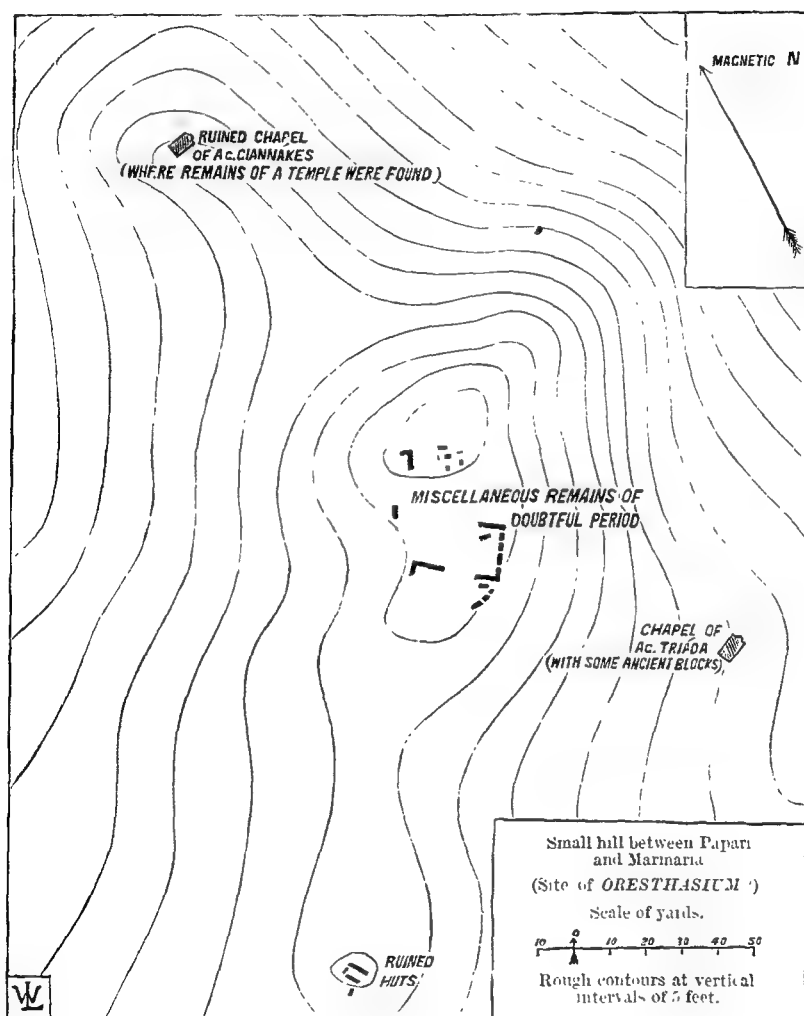 MAGNETIC N
RUINED CHAPEL
OF AG. GIANNAKES
(WHERE REMAINS OF A TEMPLE WERE FOUND)
MISCELLANEOUS REMAINS OF
DOUBTFUL PERIOD
CHAPEL OF
AG. TRIÁDA
(WITH SOME ANCIENT BLOCKS)
RUINED
HUTS
WL
Small hill between Papari
and Marmaria
(Site of ORESTHASIUM ?)
Scale of yards.
10 0 10 20 30 40 50
Rough contours at vertical
intervals of 5 feet.